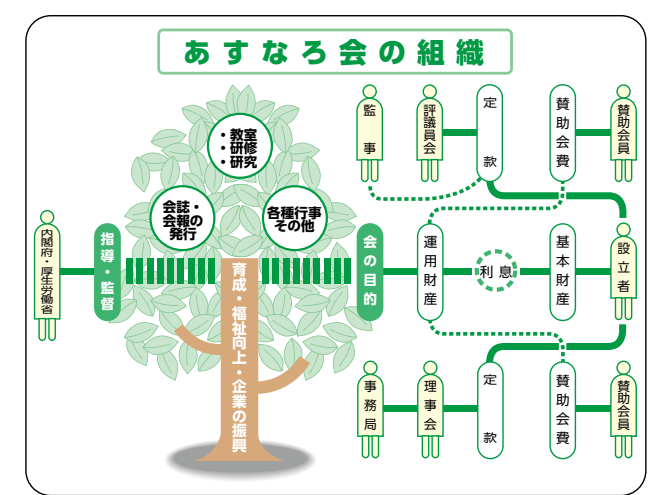 あすなろ会の組織
監事
評議員会
定款
賛助会費
賛助会員
・教室
・研修
・研究
会誌・
会報の
発行
各種行事
その他
内閣府・厚生労働省
指導・監督
育成・福祉向上・企業の振興
会の目的
運用財産
利息
基本財産
設立者
事務局
理事会
定款
賛助会費
賛助会員